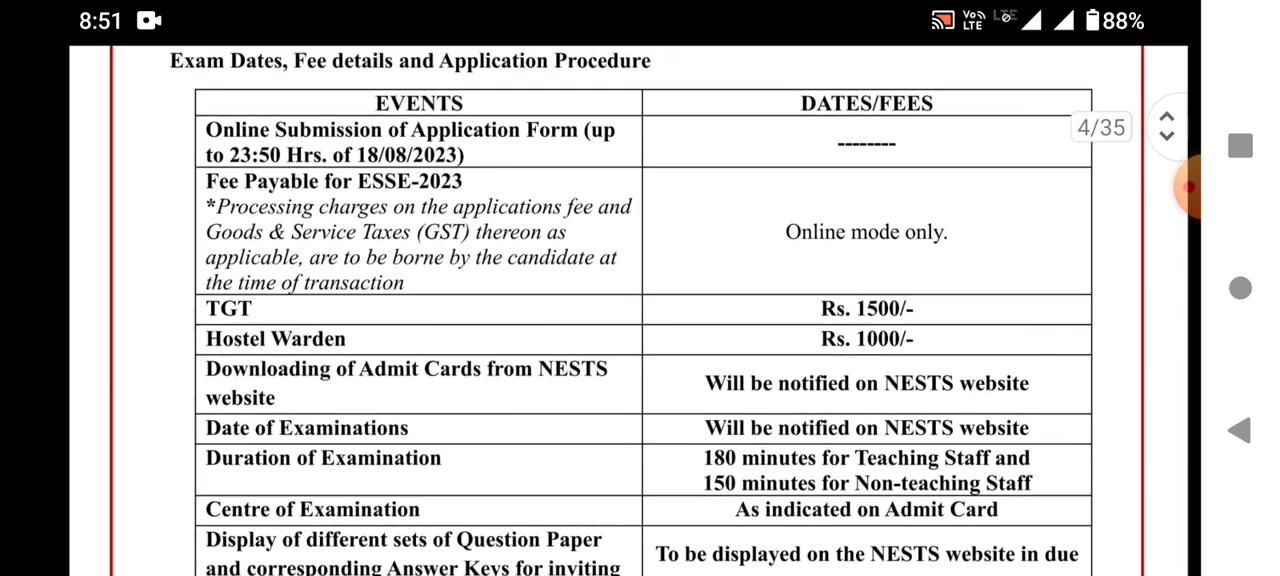 8:51
Vo LTE
LTE
88%
Exam Dates, Fee details and Application Procedure
EVENTS
DATES/FEES
4/35
Online Submission of Application Form (up
to 23:50 Hrs. of 18/08/2023)
--------
Fee Payable for ESSE-2023
*Processing charges on the applications fee and
Goods & Service Taxes (GST) thereon as
applicable, are to be borne by the candidate at
the time of transaction
Online mode only.
TGT
Rs. 1500/-
Hostel Warden
Rs. 1000/-
Downloading of Admit Cards from NESTS
website
Will be notified on NESTS website
Date of Examinations
Will be notified on NESTS website
Duration of Examination
180 minutes for Teaching Staff and
150 minutes for Non-teaching Staff
Centre of Examination
As indicated on Admit Card
Display of different sets of Question Paper
and corresponding Answer Keys for inviting
To be displayed on the NESTS website in due